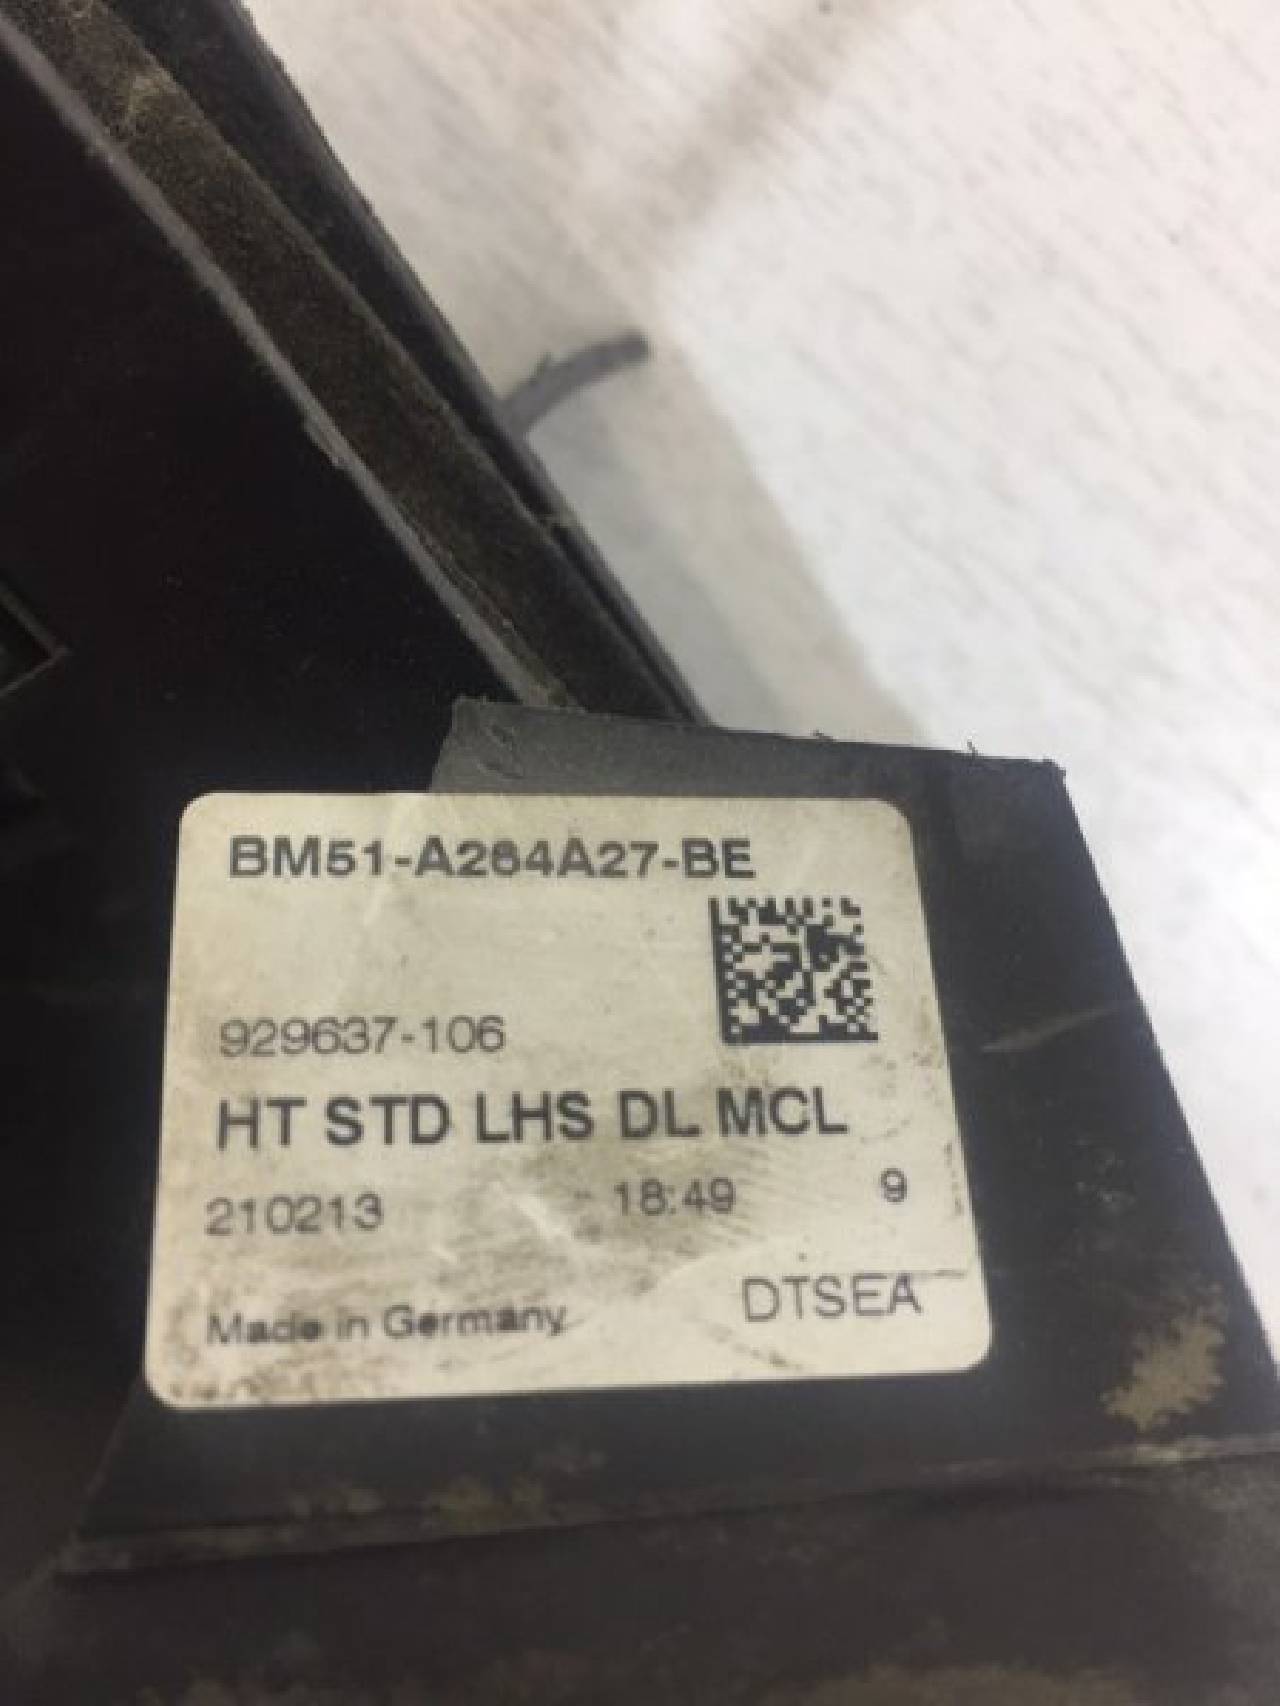 BM51-A264A27-BE
929637-106
HT STD LHS DL MCL
210213 18:49 9
Made in Germany DTSEA